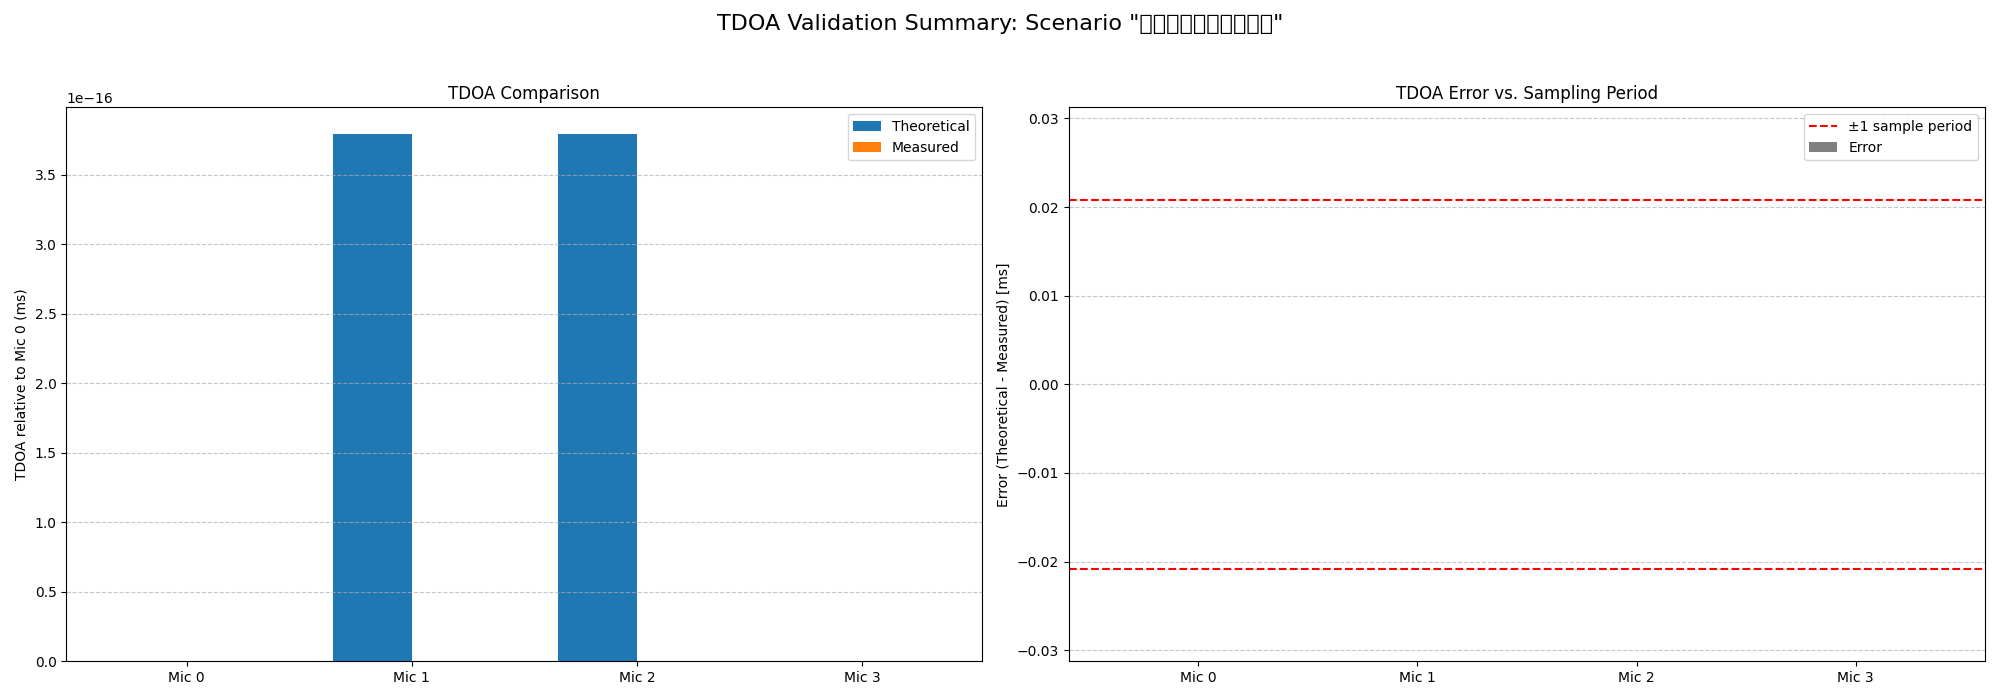 TDOA Validation Summary: Scenario "□□□□□□□□□□"
TDOA Comparison
1e−16
Theoretical
Measured
3.5
3.0
2.5
2.0
1.5
1.0
0.5
0.0
TDOA relative to Mic 0 (ms)
Mic 0 Mic 1 Mic 2 Mic 3
TDOA Error vs. Sampling Period
±1 sample period
Error
0.03
0.02
0.01
0.00
−0.01
−0.02
−0.03
Error (Theoretical - Measured) [ms]
Mic 0 Mic 1 Mic 2 Mic 3